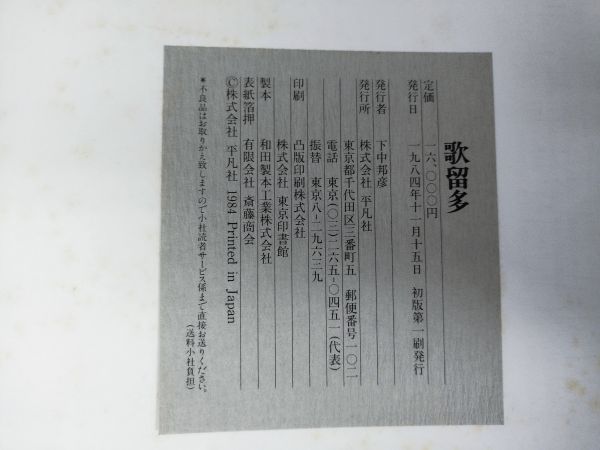 歌留多
定価 一六、〇〇〇円
発行日 一九八四年十一月十五日 初版第一刷発行
発行者 下中邦彦
発行所 株式会社 平凡社
東京都千代田区三番町五 郵便番号一〇二
電話 東京(〇三)二六五-〇四五一(代表)
振替 東京八-二九六三九
印刷 凸版印刷株式会社
株式会社 東京印書館
製本 和田製本工業株式会社
表紙箔押 有限会社 斎藤商会
©株式会社 平凡社 1984 Printed in Japan
*不良品はお取りかえ致しますので小社読者サービス係まで直接お送りください。
(送料小社負担)